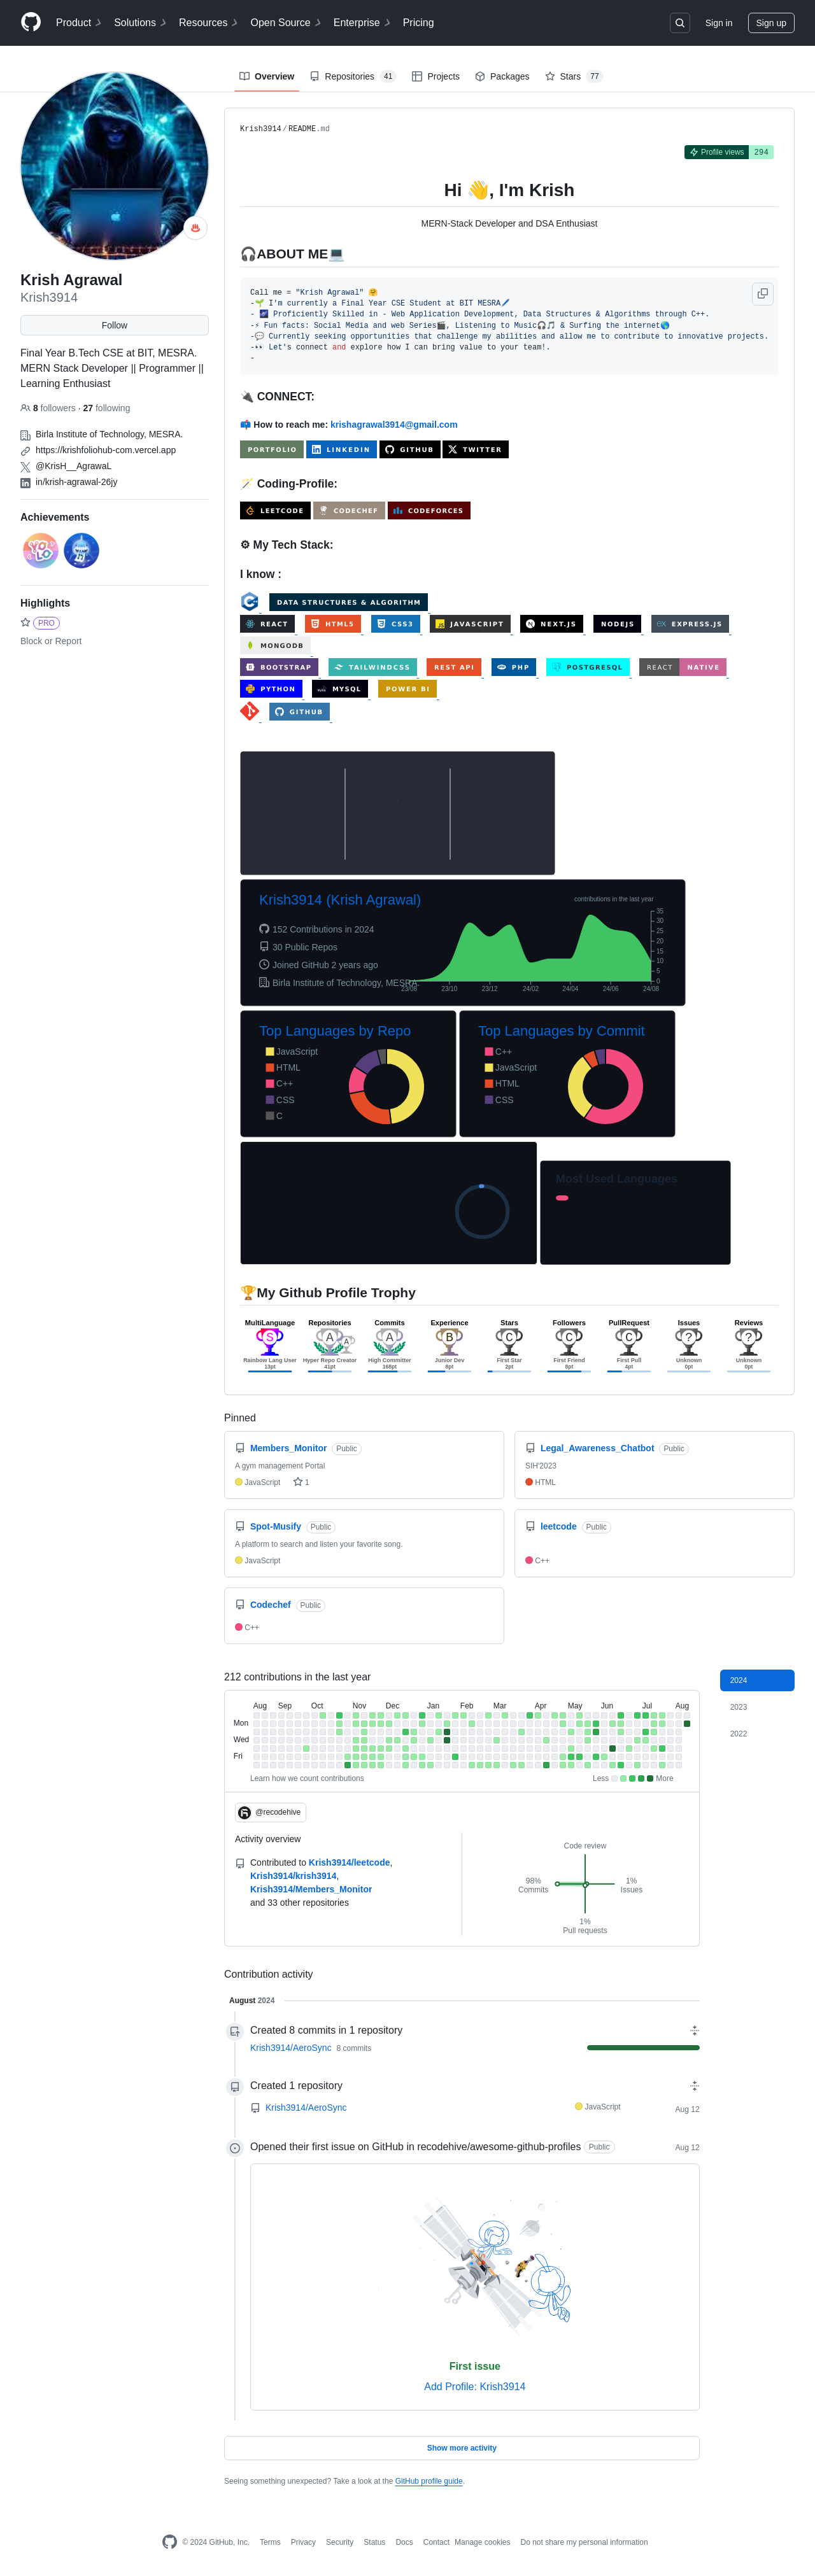 Product Solutions Resources Open Source Enterprise Pricing
Sign in Sign up
Overview Repositories 41 Projects Packages Stars 77
Krish Agrawal
Krish3914
Follow
Final Year B.Tech CSE at BIT, MESRA.
MERN Stack Developer || Programmer ||
Learning Enthusiast
8 followers · 27 following
Birla Institute of Technology, MESRA.
https://krishfoliohub-com.vercel.app
@KrisH__AgrawaL
in/krish-agrawal-26jy
Achievements
YOLO
Highlights
PRO
Block or Report
Krish3914/README.md
Profile views 294
Hi 👋, I'm Krish
MERN-Stack Developer and DSA Enthusiast
🎧ABOUT ME💻
Call me = "Krish Agrawal" 🤗
-🌱 I'm currently a Final Year CSE Student at BIT MESRA🖊️
- 🌌 Proficiently Skilled in - Web Application Development, Data Structures & Algorithms through C++.
-⚡ Fun facts: Social Media and web Series🎬, Listening to Music🎧🎵 & Surfing the internet🌎
-💬 Currently seeking opportunities that challenge my abilities and allow me to contribute to innovative projects.
-👀 Let's connect and explore how I can bring value to your team!.
-
🔌 CONNECT:
📫 How to reach me: krishagrawal3914@gmail.com
PORTFOLIO LINKEDIN GITHUB TWITTER
🪄 Coding-Profile:
LEETCODE CODECHEF CODEFORCES
⚙ My Tech Stack:
I know :
DATA STRUCTURES & ALGORITHM
REACT HTML5 CSS3 JAVASCRIPT NEXT.JS NODEJS EXPRESS.JS
MONGODB
BOOTSTRAP TAILWINDCSS REST API PHP POSTGRESQL REACT NATIVE
PYTHON MYSQL POWER BI
GITHUB
Krish3914 (Krish Agrawal)
contributions in the last year
152 Contributions in 2024
30 Public Repos
Joined GitHub 2 years ago
Birla Institute of Technology, MESRA.
35
30
25
20
15
10
5
0
23/08 23/10 23/12 24/02 24/04 24/06 24/08
Top Languages by Repo
JavaScript
HTML
C++
CSS
C
Top Languages by Commit
C++
JavaScript
HTML
CSS
Most Used Languages
🏆My Github Profile Trophy
MultiLanguage Repositories Commits Experience Stars Followers PullRequest Issues Reviews
S A A A B C C C ? ?
Rainbow Lang User Hyper Repo Creator High Committer Junior Dev First Star First Friend First Pull Unknown Unknown
13pt 41pt 168pt 8pt 2pt 8pt 4pt 0pt 0pt
Pinned
Members_Monitor Public
A gym management Portal
JavaScript 1
Legal_Awareness_Chatbot Public
SIH'2023
HTML
Spot-Musify Public
A platform to search and listen your favorite song.
JavaScript
leetcode Public
C++
Codechef Public
C++
212 contributions in the last year
2024
2023
2022
Aug Sep Oct Nov Dec Jan Feb Mar Apr May Jun Jul Aug
Mon
Wed
Fri
Learn how we count contributions
Less More
@recodehive
Activity overview
Contributed to Krish3914/leetcode,
Krish3914/krish3914,
Krish3914/Members_Monitor
and 33 other repositories
Code review
98%
Commits
1%
Issues
1%
Pull requests
Contribution activity
August 2024
Created 8 commits in 1 repository
Krish3914/AeroSync 8 commits
Created 1 repository
Krish3914/AeroSync JavaScript Aug 12
Opened their first issue on GitHub in recodehive/awesome-github-profiles Public Aug 12
First issue
Add Profile: Krish3914
Show more activity
Seeing something unexpected? Take a look at the GitHub profile guide.
© 2024 GitHub, Inc. Terms Privacy Security Status Docs Contact Manage cookies Do not share my personal information